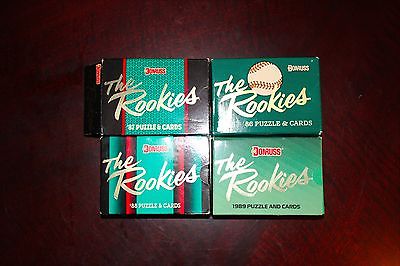 DONRUSS
The
Rookies
'87 PUZZLE & CARDS
DONRUSS
The
Rookies
'86 PUZZLE & CARDS
DONRUSS
The
Rookies
'88 PUZZLE & CARDS
DONRUSS
The
Rookies
1989 PUZZLE AND CARDS